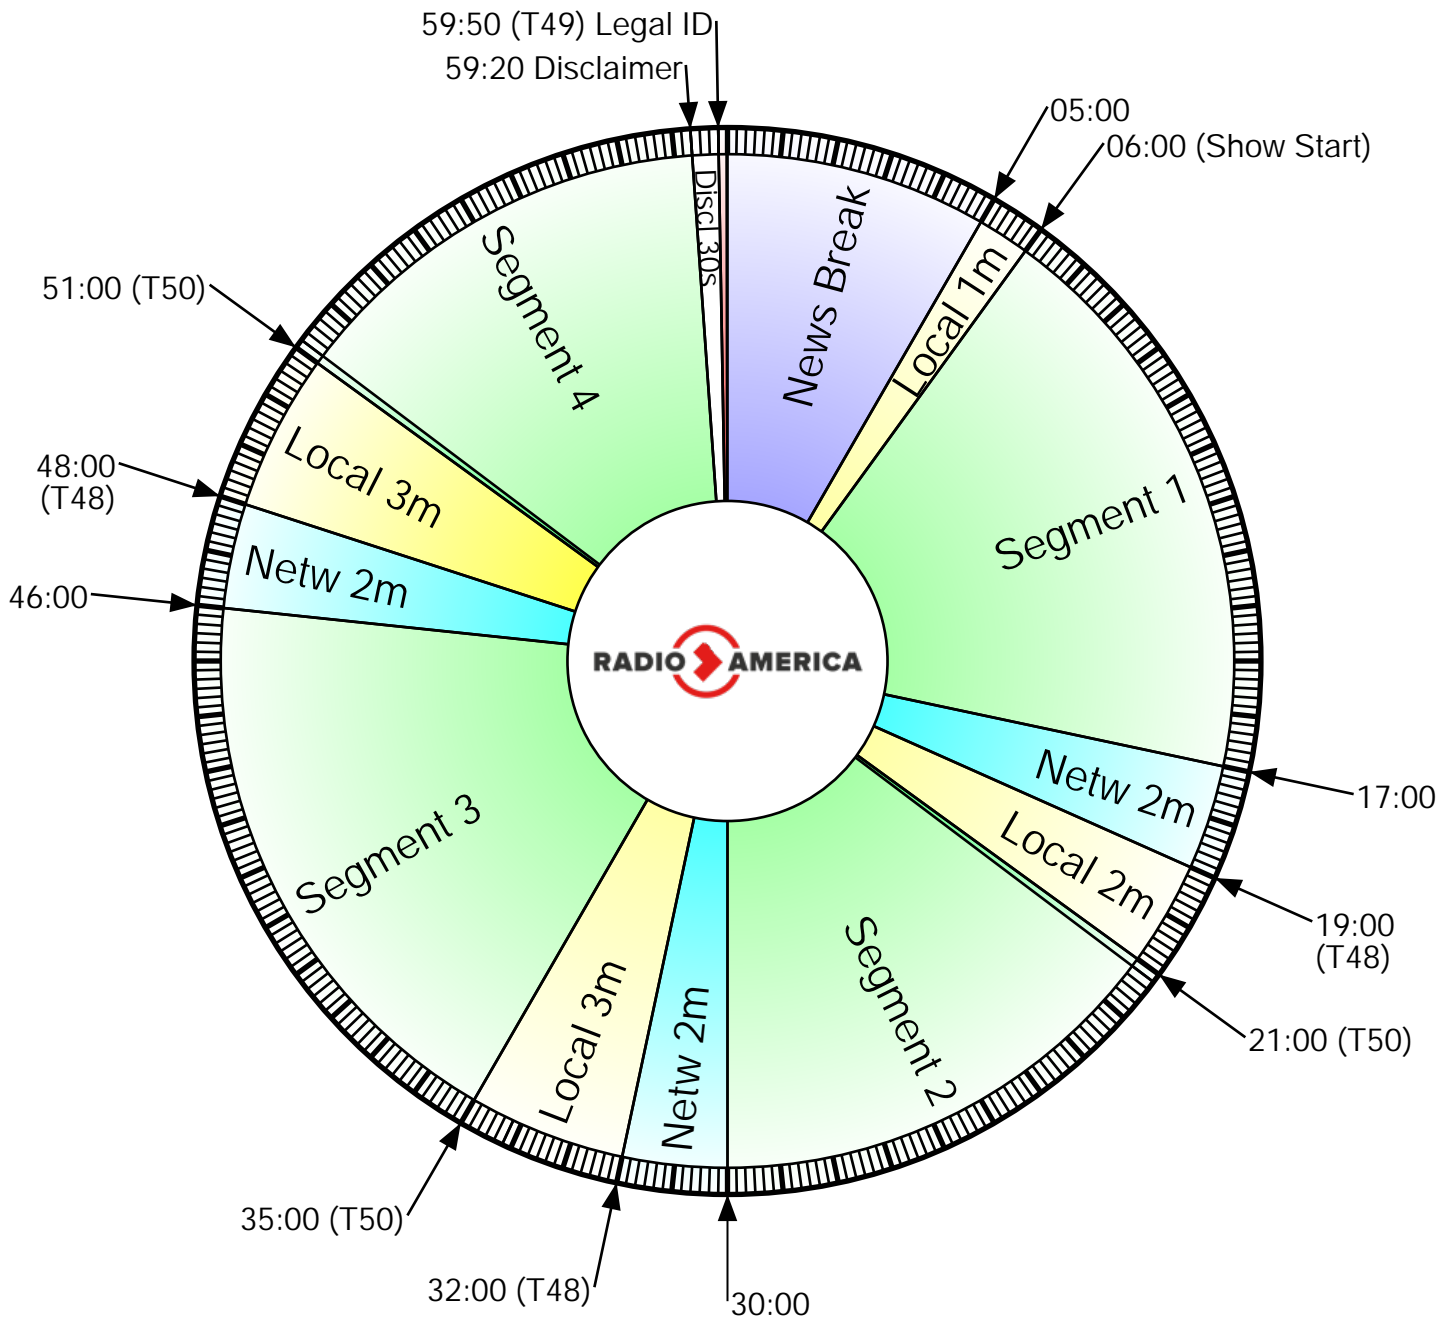 59:50 (T49) Legal ID
59:20 Disclaimer
05:00
06:00 (Show Start)
Discl 30s
News Break
Local 1m
Segment 1
Netw 2m
17:00
Local 2m
19:00
(T48)
21:00 (T50)
Segment 2
30:00
Netw 2m
32:00 (T48)
Local 3m
35:00 (T50)
Segment 3
46:00
Netw 2m
48:00
(T48)
Local 3m
51:00 (T50)
Segment 4
RADIO AMERICA